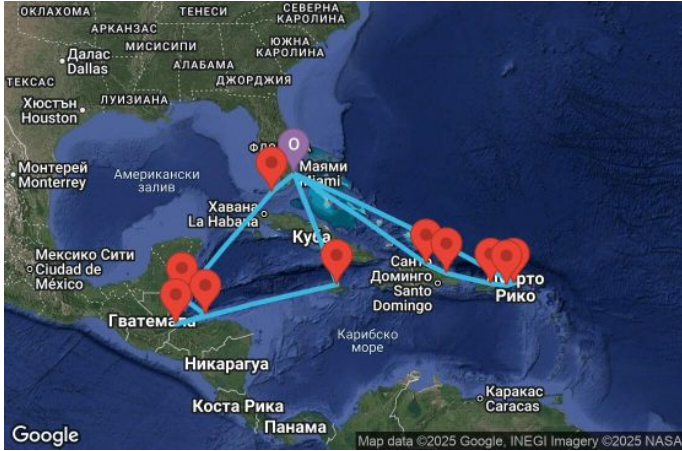 ОКЛАХОМА
ТЕНЕСИ
СЕВЕРНА
КАРОЛИНА
АРКАНЗАС
МИСИСИПИ
ЮЖНА
КАРОЛИНА
Далас
Dallas
АЛАБАМА
ТЕКСАС
ДЖОРДЖИЯ
Хюстън
Houston
ЛУИЗИАНА
O
Маями
Miami
Монтерей
Monterrey
Американски
залив
Хавана
La Habana
Куба
Мексико Сити
Ciudad de
México
Санто
Доминго
Santo
Domingo
Рико
Гватемала
Карибско
море
Никарагуа
Коста Рика
Панама
Каракас
Caracas
Google
Map data ©2025 Google, INEGI Imagery ©2025 NASA